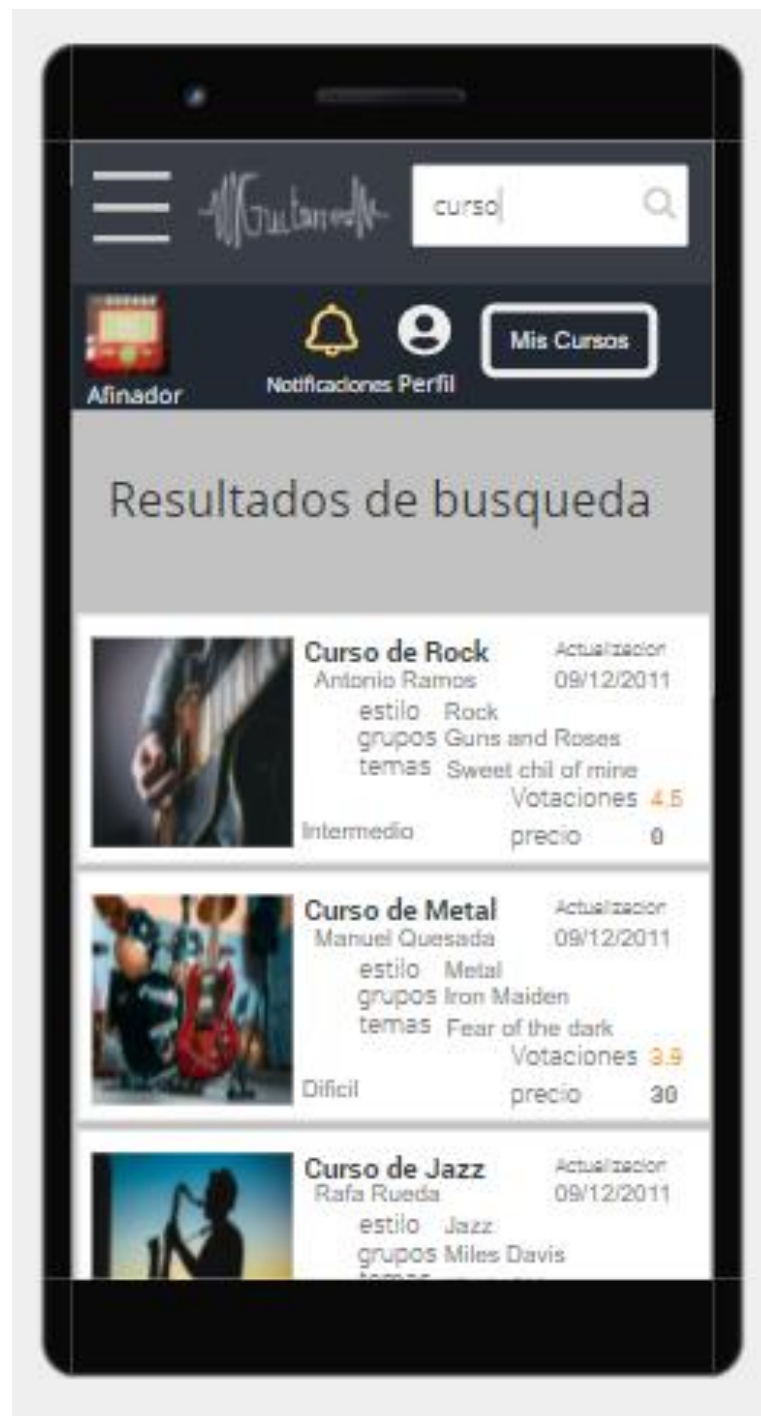 curso
Afinador
Notificaciones Perfil
Mis Cursos
Resultados de busqueda
Curso de Rock
Actualizacion
Antonio Ramos
09/12/2011
estilo Rock
grupos Guns and Roses
temas Sweet chil of mine
Votaciones 4.5
Intermedio
precio 0
Curso de Metal
Actualizacion
Manuel Quesada
09/12/2011
estilo Metal
grupos Iron Maiden
temas Fear of the dark
Votaciones 3.9
Dificil
precio 30
Curso de Jazz
Actualizacion
Rafa Rueda
09/12/2011
estilo Jazz
grupos Miles Davis
temas